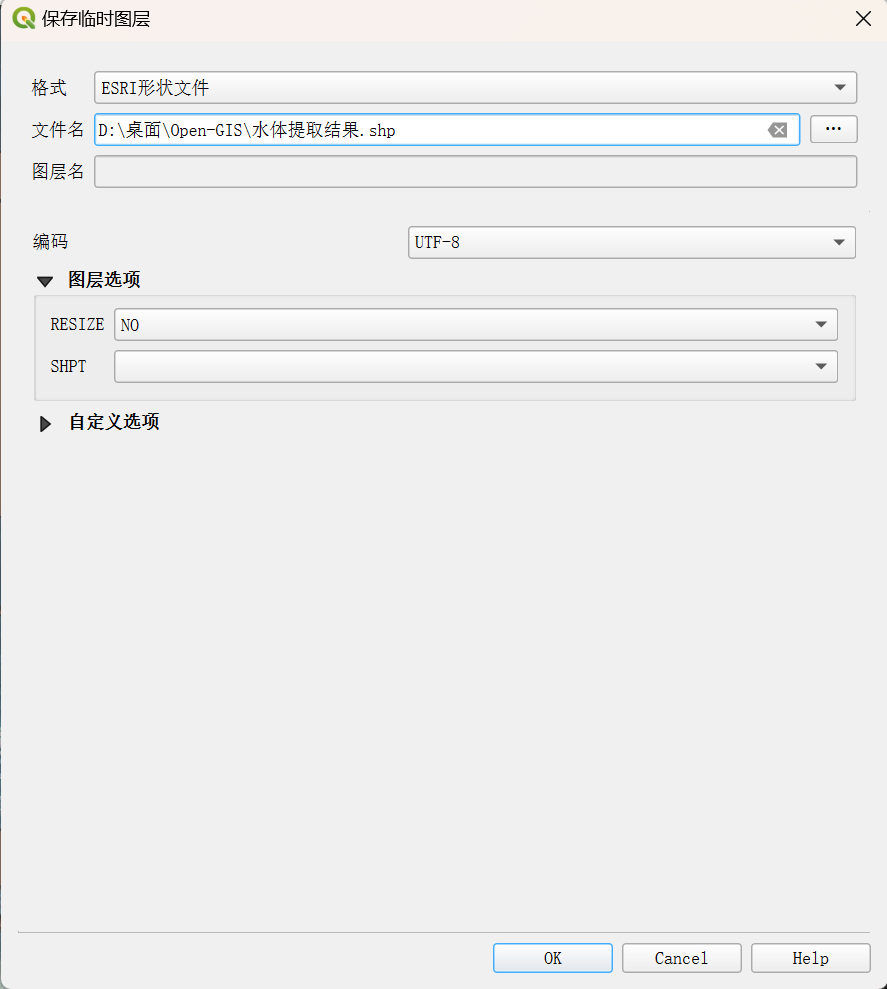 保存临时图层
格式 ESRI形状文件
文件名 D:\桌面\Open-GIS\水体提取结果.shp ...
图层名
编码 UTF-8
图层选项
RESIZE NO
SHPT
自定义选项
OK Cancel Help